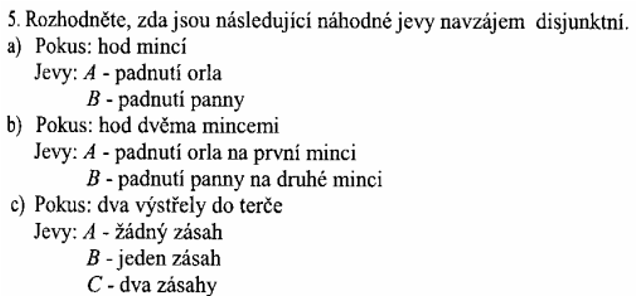 5. Rozhodněte, zda jsou následující náhodné jevy navzájem disjunktní.
a) Pokus: hod mincí
Jevy: A - padnutí orla
B - padnutí panny
b) Pokus: hod dvěma mincemi
Jevy: A - padnutí orla na první minci
B - padnutí panny na druhé minci
c) Pokus: dva výstřely do terče
Jevy: A - žádný zásah
B - jeden zásah
C - dva zásahy